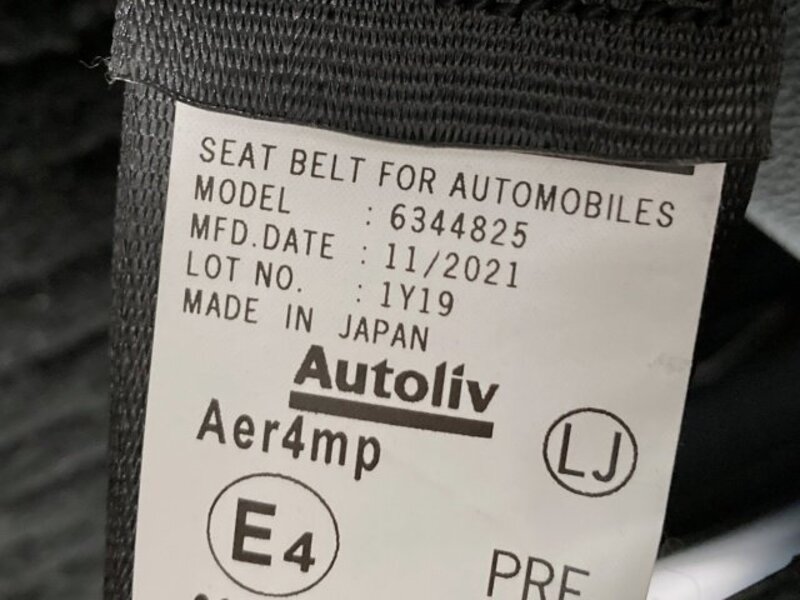 SEAT BELT FOR AUTOMOBILES
MODEL : 6344825
MFD.DATE : 11/2021
LOT NO. : 1Y19
MADE IN JAPAN
Autoliv
Aer4mp
LJ
E4
PRE